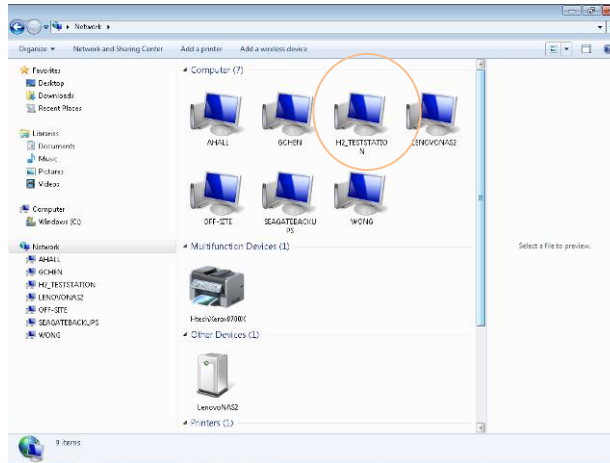 Network
Organize Network and Sharing Center Add a printer Add a wireless device
Favorites
Desktop
Downloads
Recent Places
Libraries
Documents
Music
Pictures
Videos
Computer
Windows (C:)
Network
AHALL
GCHEN
H2_TESTSTATION
LENOVONAS2
OFF-SITE
SEAGATEBACKUPS
WONG
Computer (7)
AHALL GCHEN H2_TESTSTATIO LENOVONAS2
N
OFF-SITE SEAGATEBACKU WONG
PS
Multifunction Devices (1)
HtechXerox8700X
Other Devices (1)
LenovoNAS2
Printers (1)
Select a file to preview.
9 items